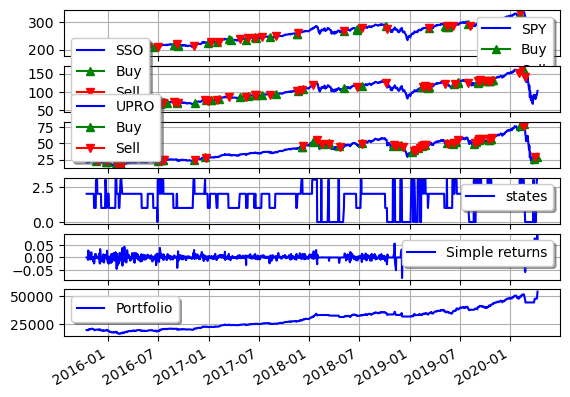 300
200
SPY
Buy
SSO
Buy
Sell
150
100
50
UPRO
Buy
Sell
75
50
25
2.5
0.0
states
0.05
0.00
−0.05
Simple returns
50000
25000
Portfolio
2016-01
2016-07
2017-01
2017-07
2018-01
2018-07
2019-01
2019-07
2020-01